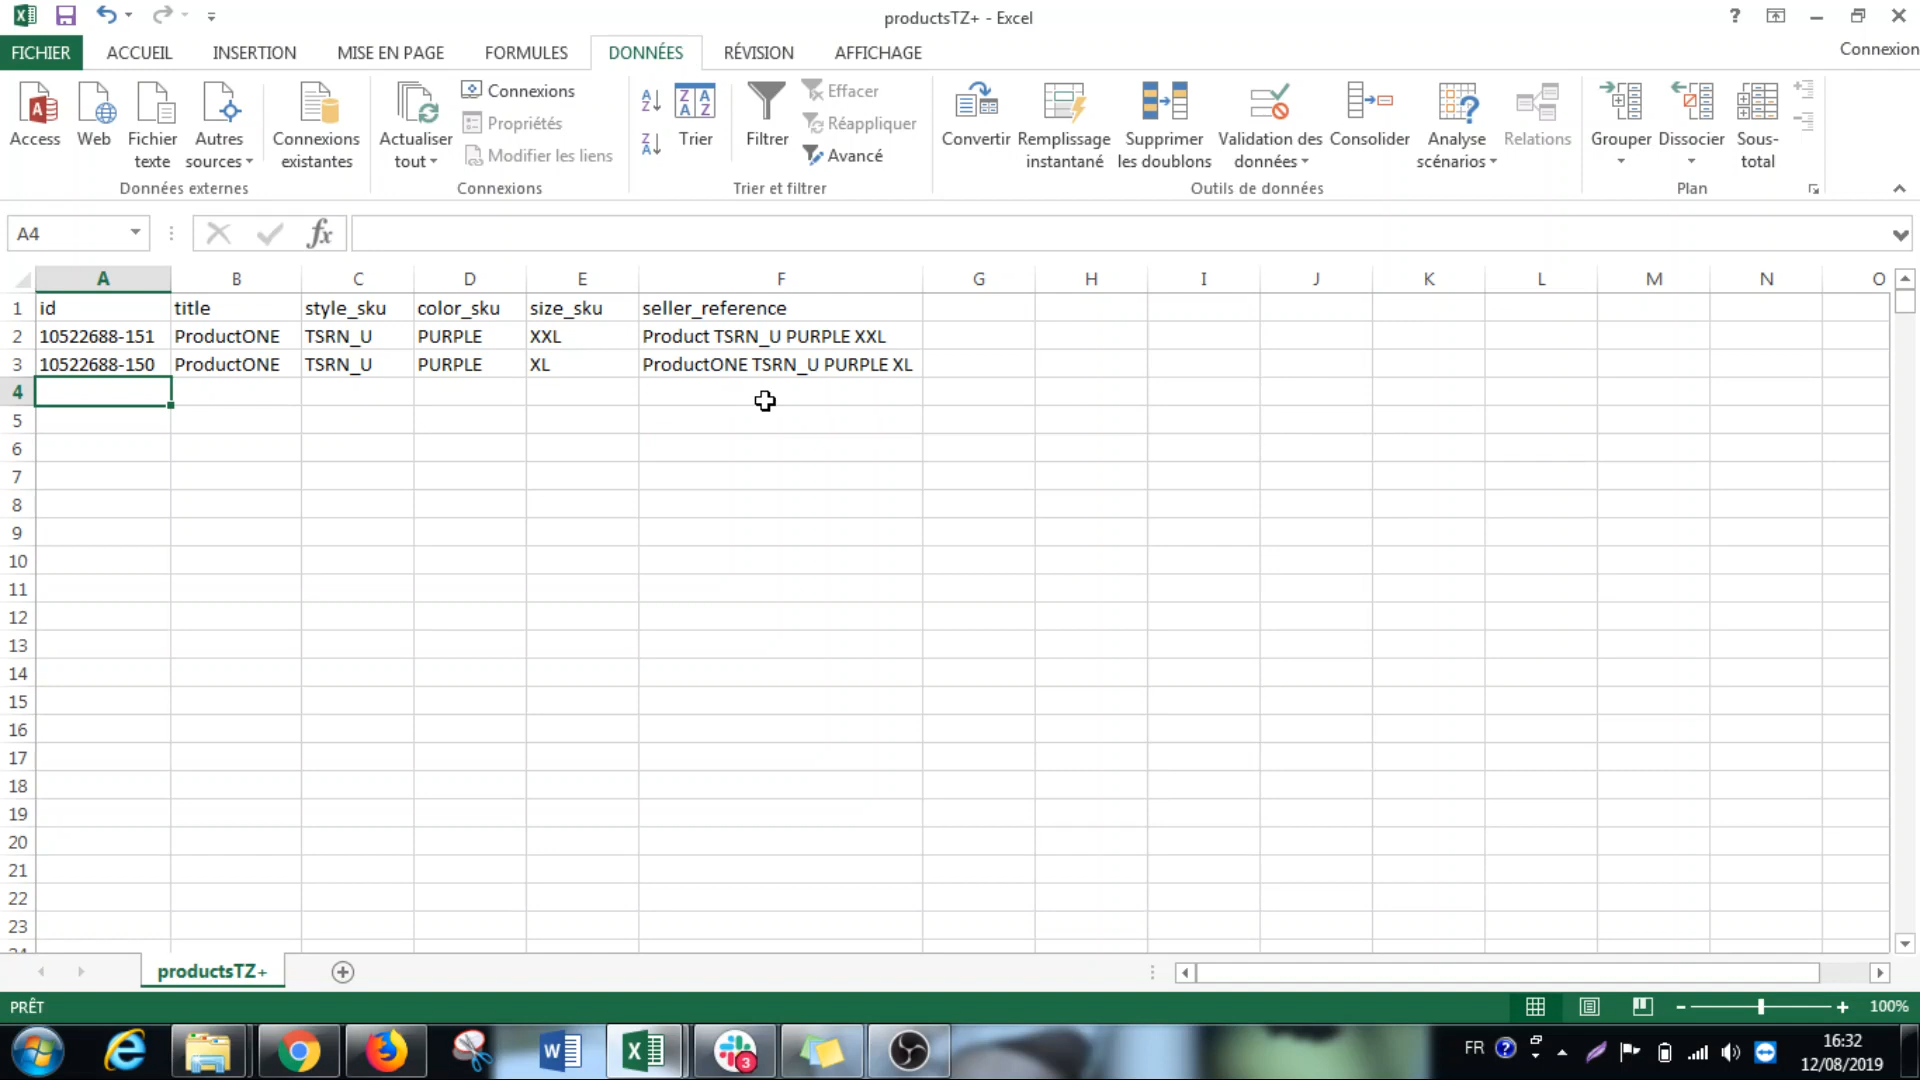 productsTZ+ - Excel
?
FICHIER ACCUEIL INSERTION MISE EN PAGE FORMULES DONNÉES RÉVISION AFFICHAGE Connexion
Access Web Fichier texte Autres sources Connexions existantes Actualiser tout Connexions Propriétés Modifier les liens Trier Filtrer Effacer Réappliquer Avancé Convertir Remplissage instantané Supprimer les doublons Validation des données Consolider Analyse scénarios Relations Grouper Dissocier Sous-total
Données externes Connexions Trier et filtrer Outils de données Plan
A4 fx
A B C D E F G H I J K L M N O
1 id title style_sku color_sku size_sku seller_reference
2 10522688-151 ProductONE TSRN_U PURPLE XXL Product TSRN_U PURPLE XXL
3 10522688-150 ProductONE TSRN_U PURPLE XL ProductONE TSRN_U PURPLE XL
4
5
6
7
8
9
10
11
12
13
14
15
16
17
18
19
20
21
22
23
productsTZ+
PRÊT 100%
FR 16:32
12/08/2019